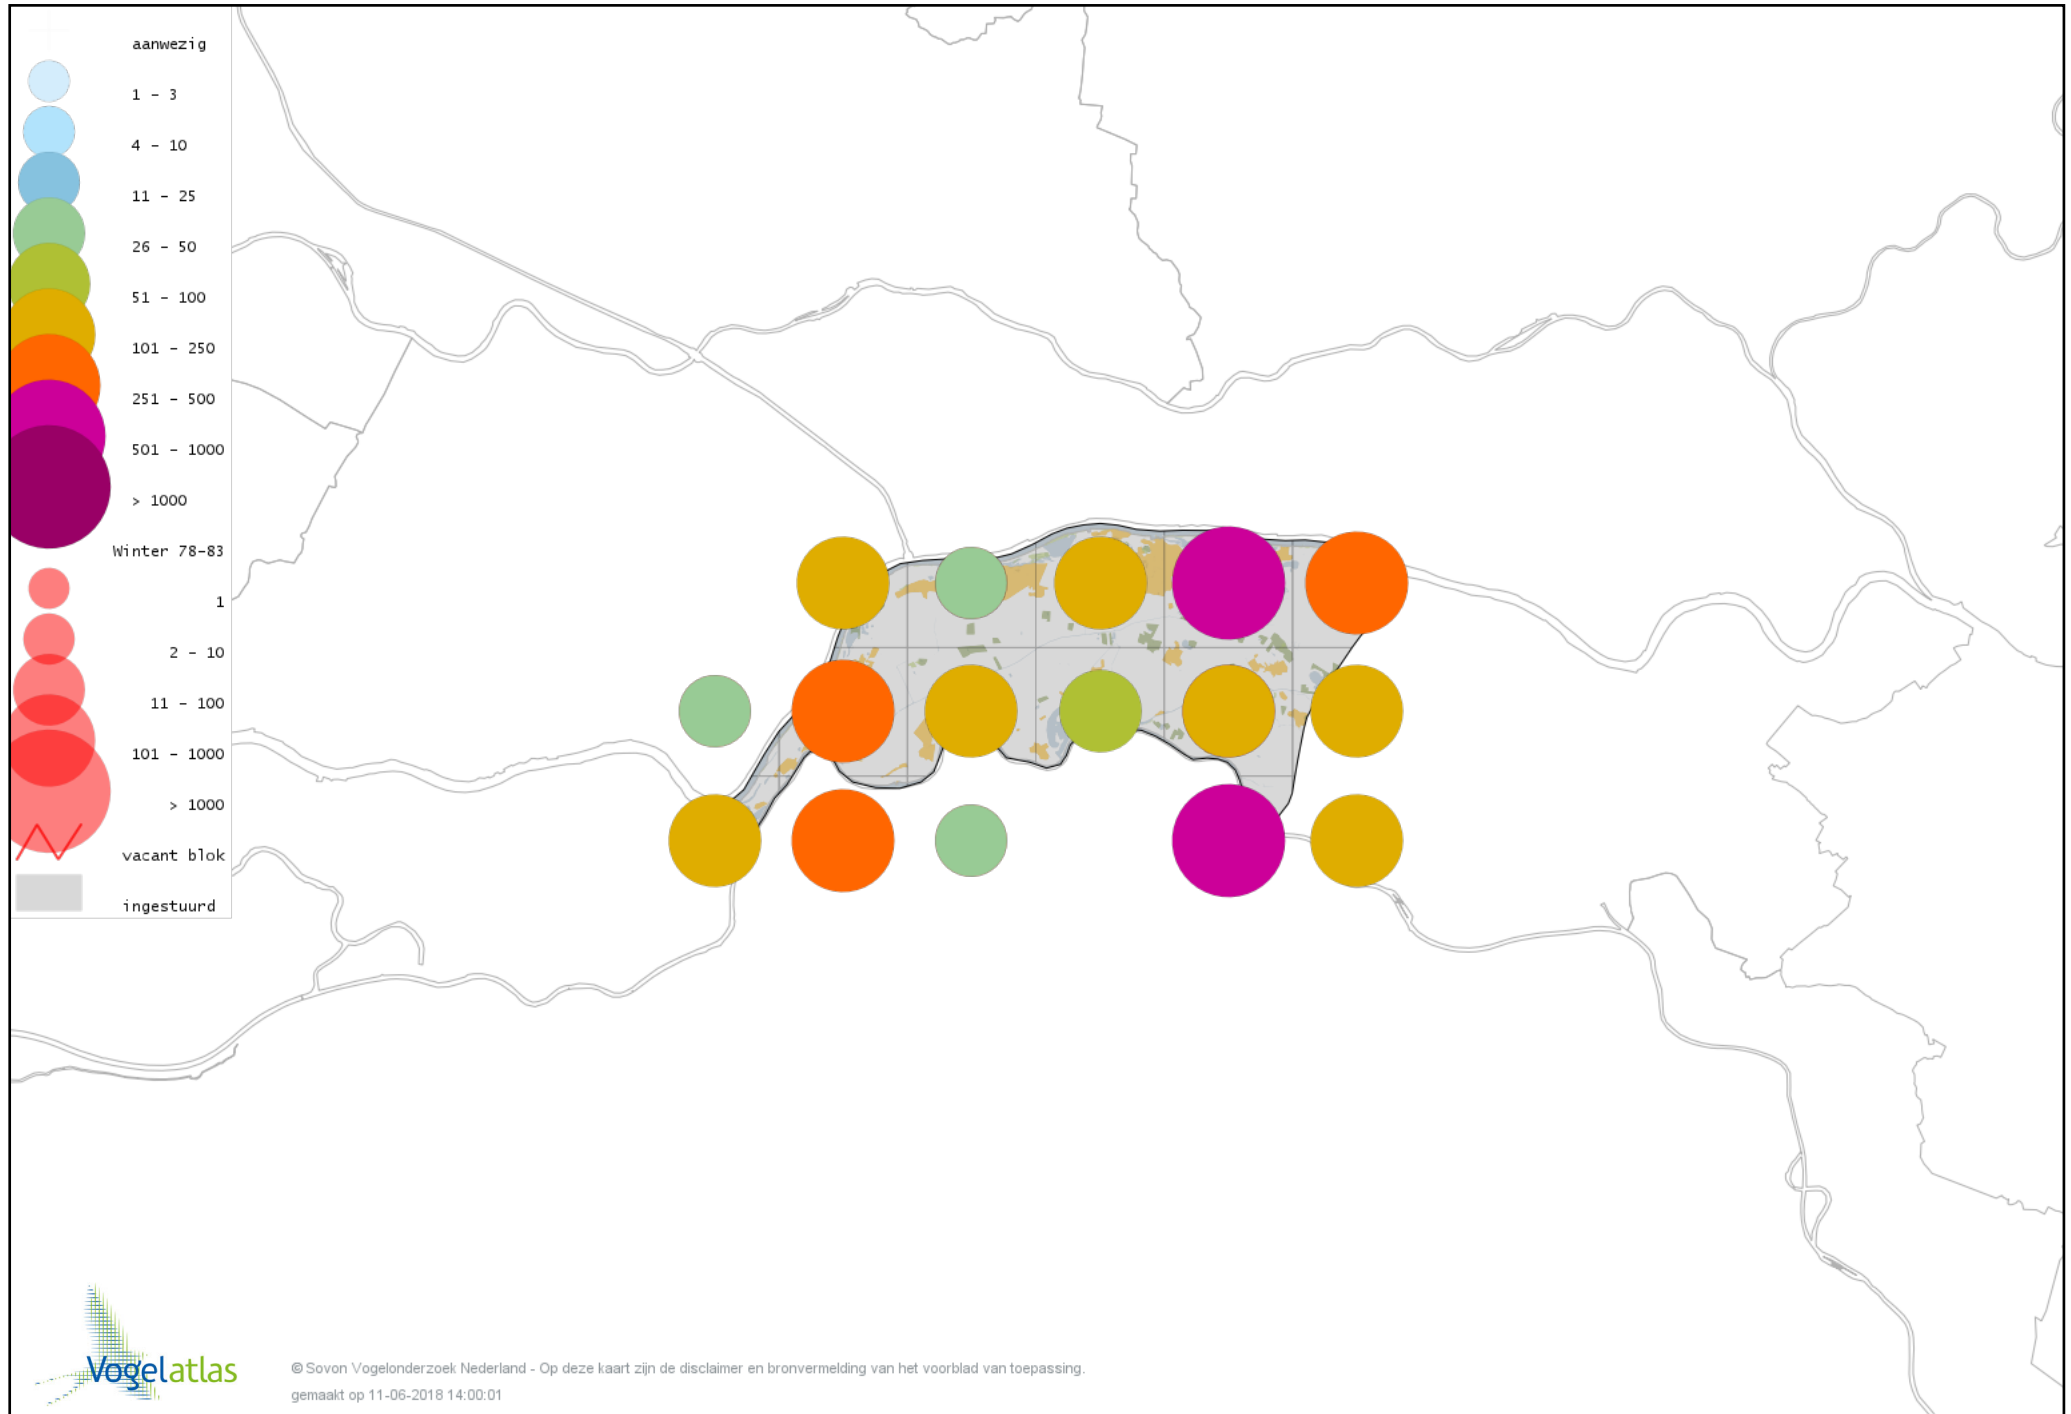 aanwezig
1 - 3
4 - 10
11 - 25
26 - 50
51 - 100
101 - 250
251 - 500
501 - 1000
> 1000
Winter 78-83
1
2 - 10
11 - 100
101 - 1000
> 1000
vacant blok
ingestuurd
Vogelatlas
© Sovon Vogelonderzoek Nederland - Op deze kaart zijn de disclaimer en bronvermelding van het voorblad van toepassing.
gemaakt op 11-06-2018 14:00:01